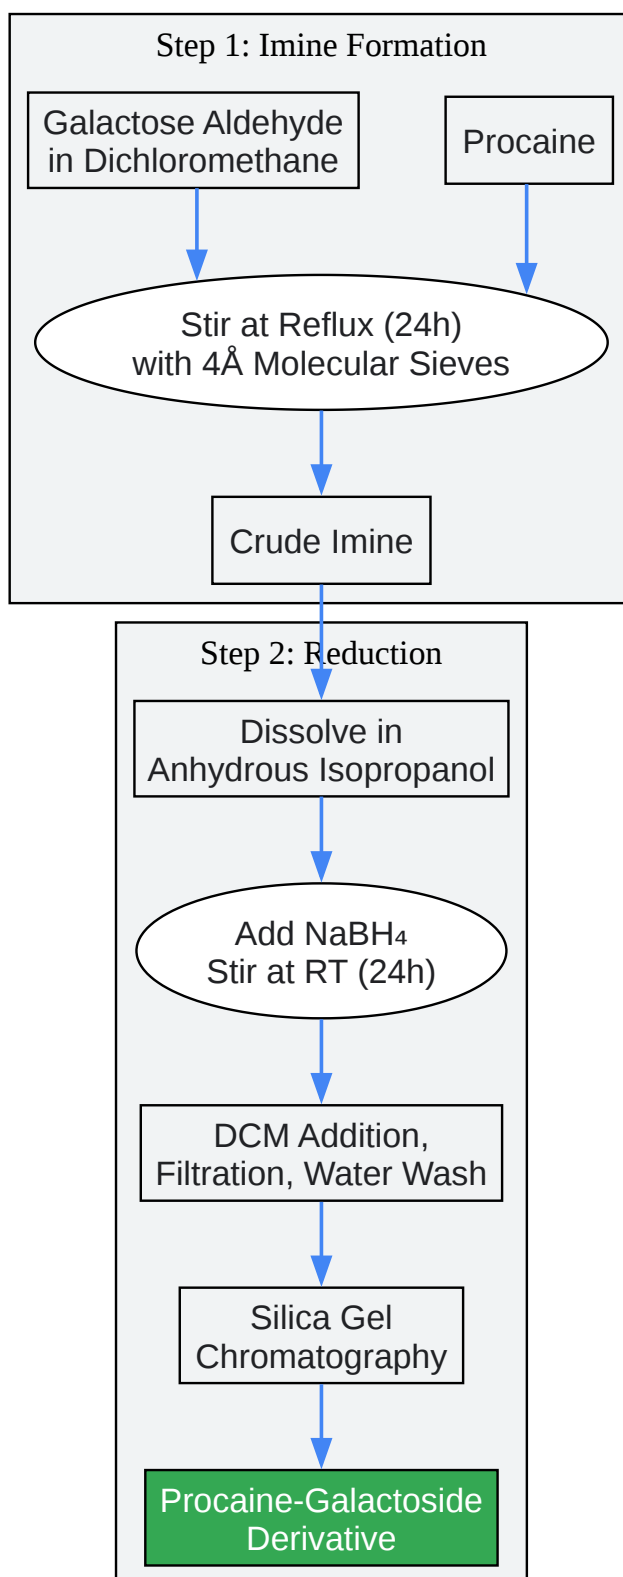 Step 1: Imine Formation
Galactose Aldehyde
in Dichloromethane
Procaine
Stir at Reflux (24h)
with 4Å Molecular Sieves
Crude Imine
Step 2: Reduction
Dissolve in
Anhydrous Isopropanol
Add NaBH₄
Stir at RT (24h)
DCM Addition,
Filtration, Water Wash
Silica Gel
Chromatography
Procaine-Galactoside
Derivative